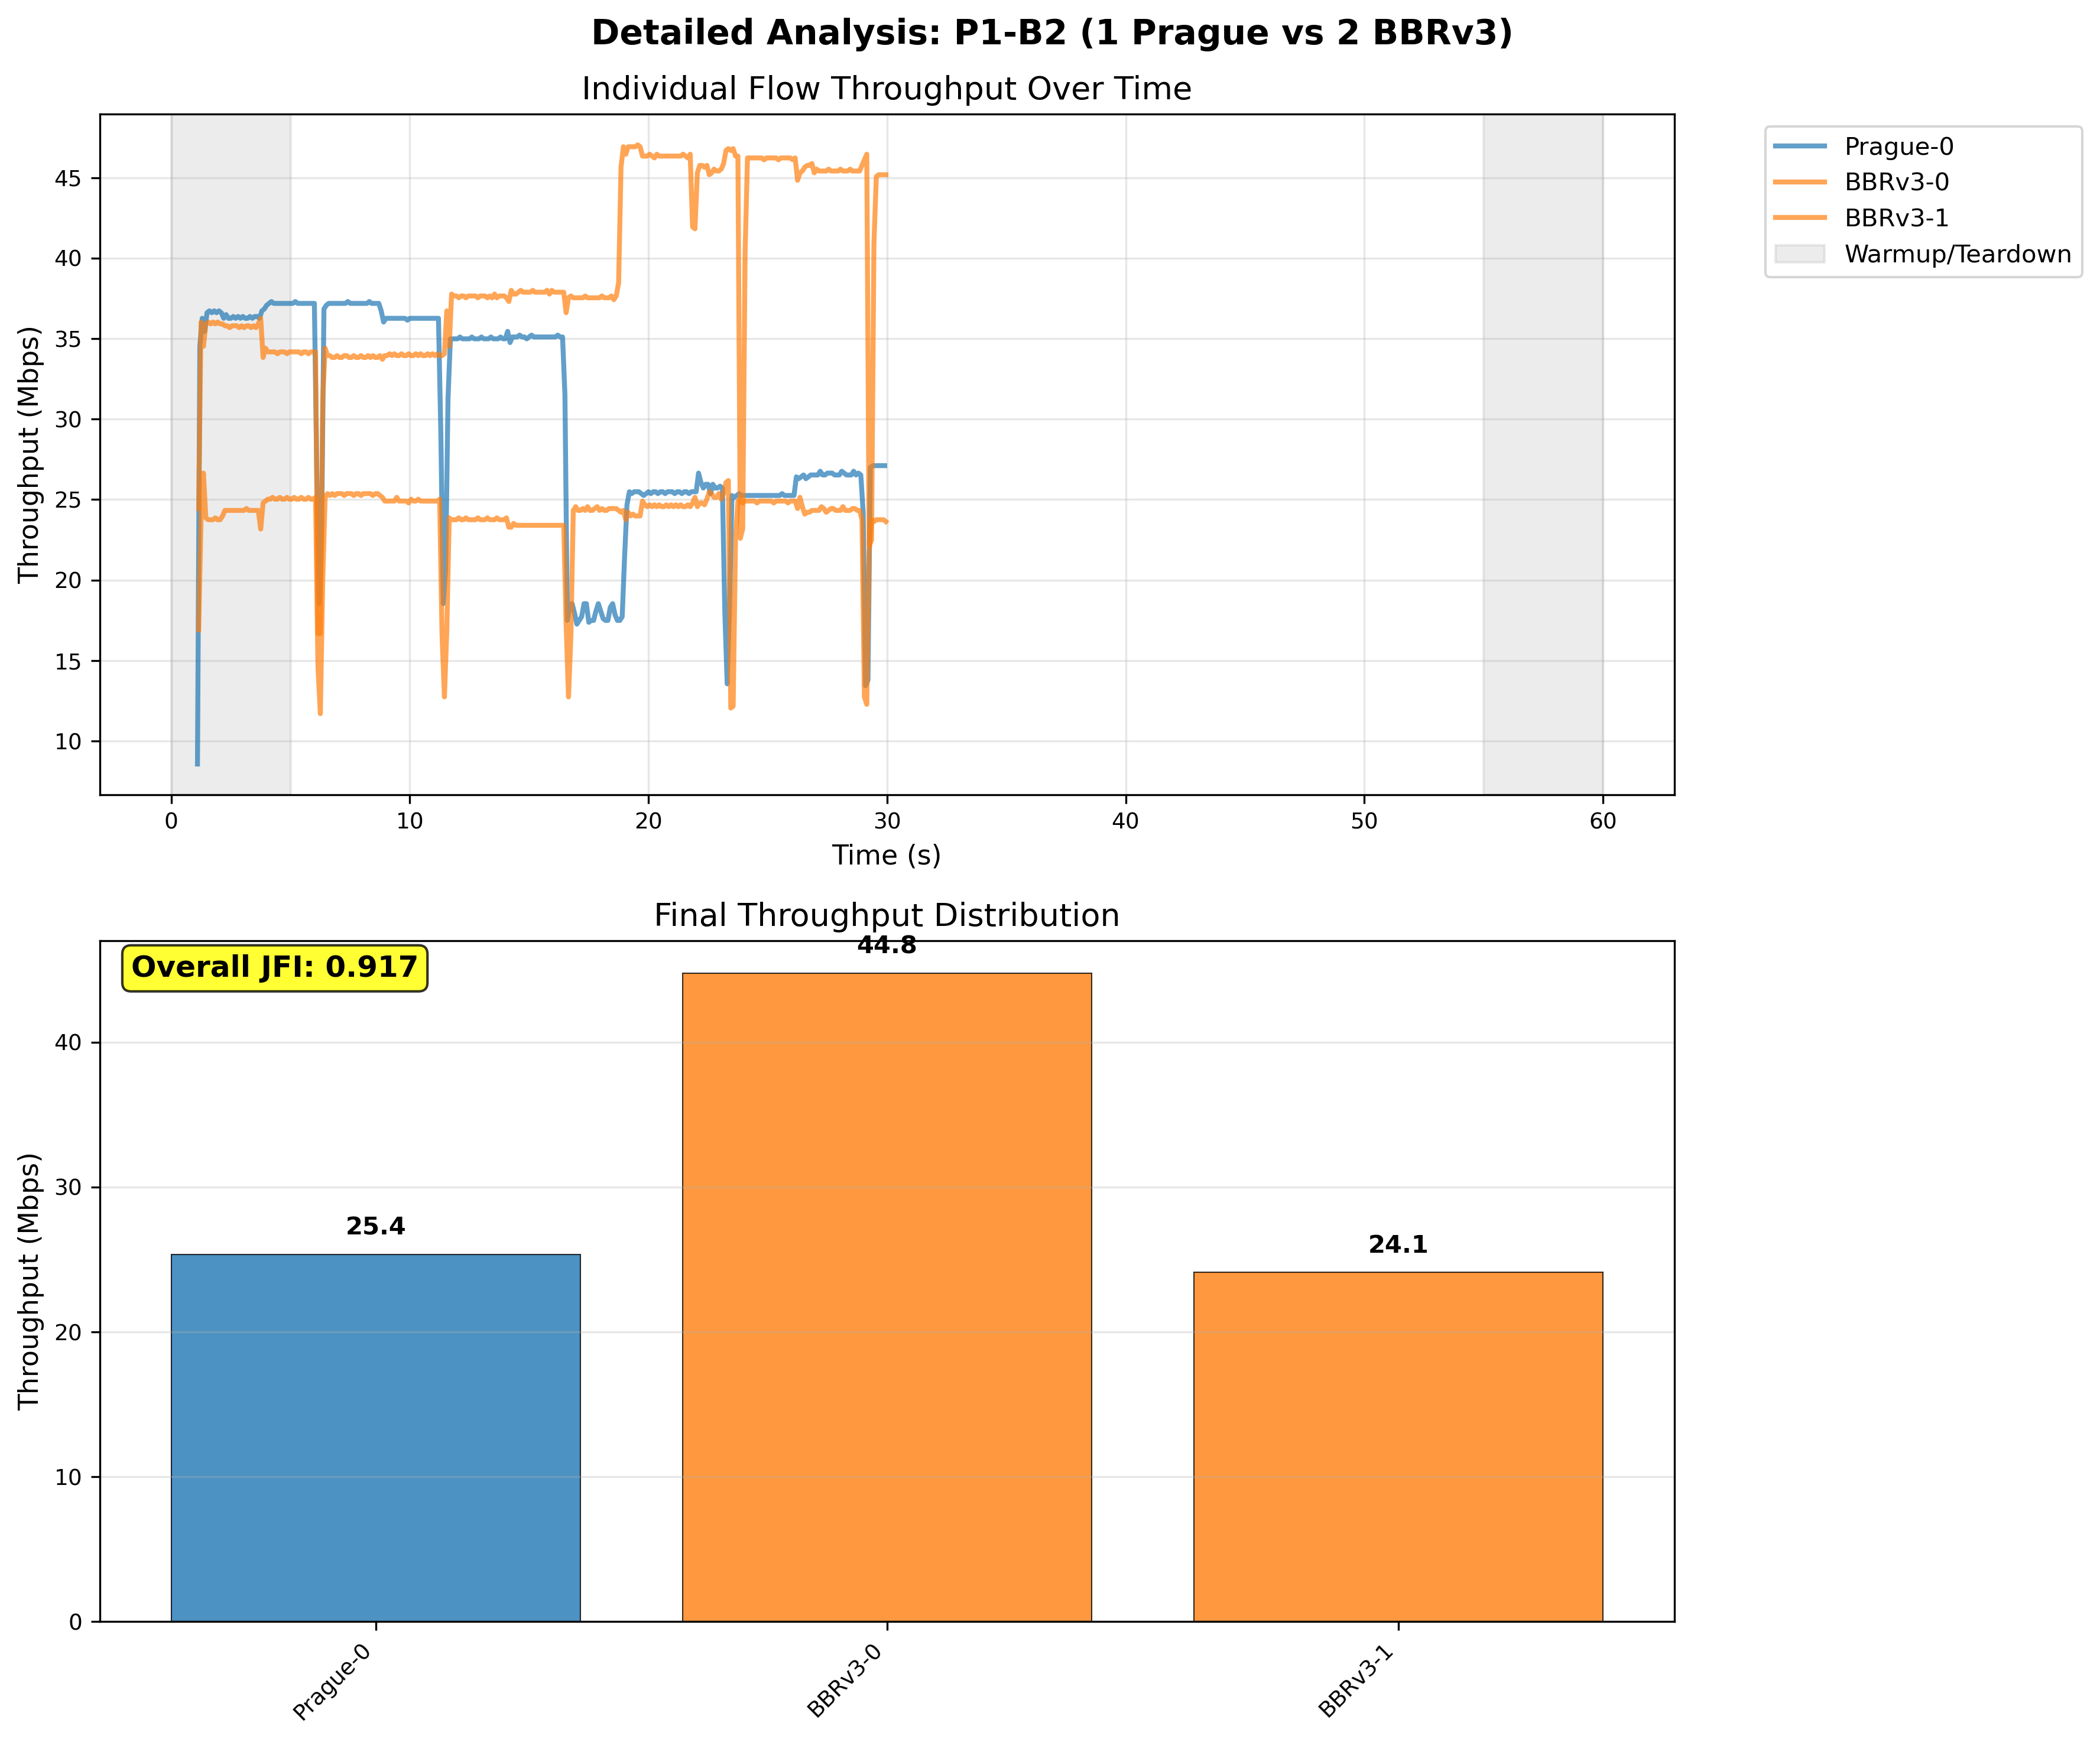 Detailed Analysis: P1-B2 (1 Prague vs 2 BBRv3)
Individual Flow Throughput Over Time
Throughput (Mbps)
45
40
35
30
25
20
15
10
0
10
20
30
40
50
60
Time (s)
Prague-0
BBRv3-0
BBRv3-1
Warmup/Teardown
Final Throughput Distribution
Overall JFI: 0.917
Throughput (Mbps)
40
30
20
10
0
25.4
44.8
24.1
Prague-0
BBRv3-0
BBRv3-1